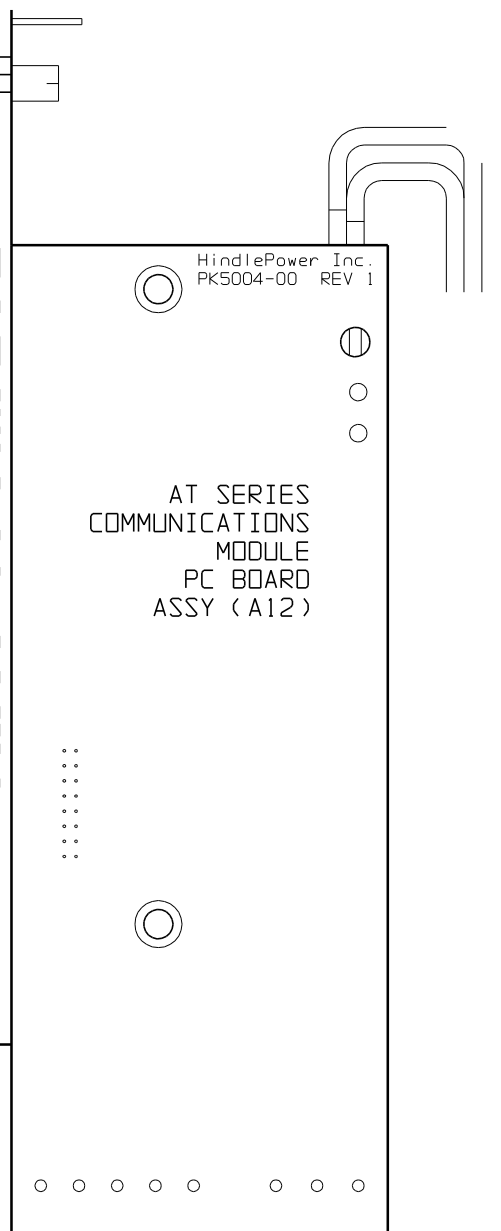 HindlePower Inc.
PK5004-00 REV 1
AT SERIES
COMMUNICATIONS
MODULE
PC BOARD
ASSY (A12)